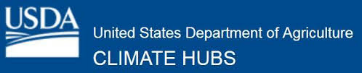 USDA
United States Department of Agriculture
CLIMATE HUBS